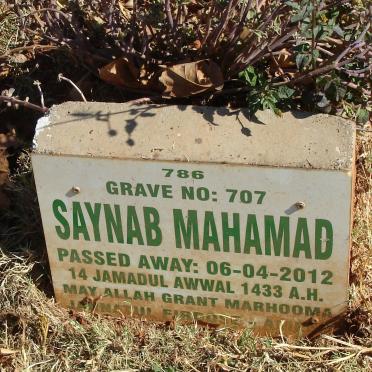 786
GRAVE NO: 707
SAYNAB MAHAMAD
PASSED AWAY: 06-04-2012
14 JAMADUL AWWAL 1433 A.H.
MAY ALLAH GRANT MARHOOMA